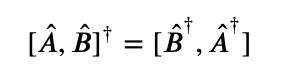 [Â, B̂]† = [B̂†, Â†]